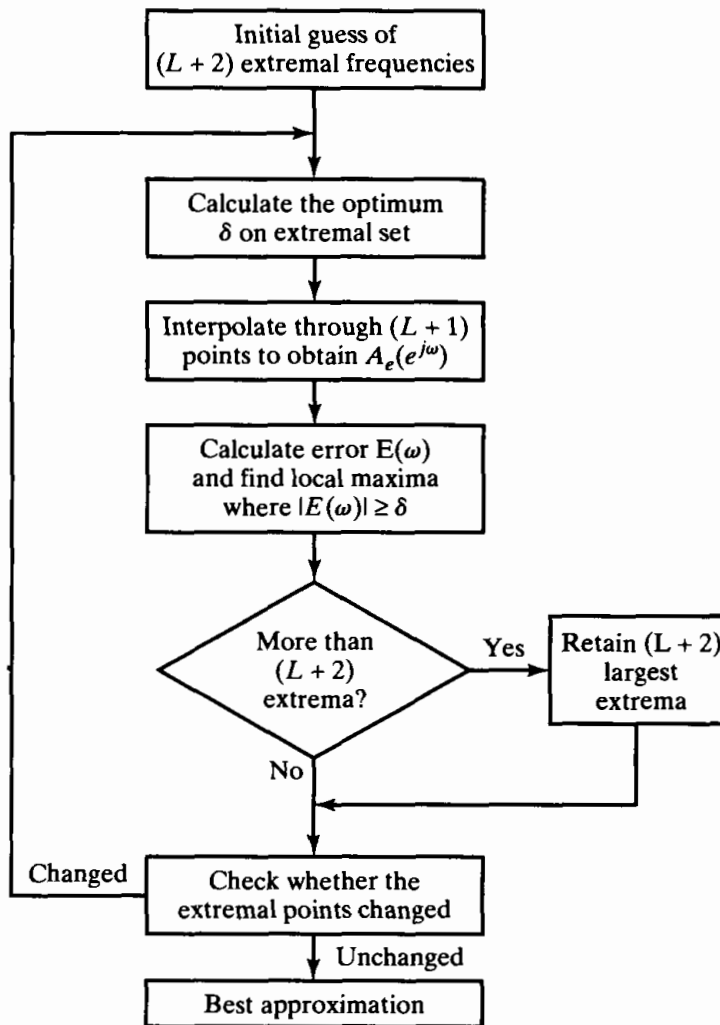 Initial guess of
(L + 2) extremal frequencies
Calculate the optimum
δ on extremal set
Interpolate through (L + 1)
points to obtain A_e(e^{jω})
Calculate error E(ω)
and find local maxima
where |E(ω)| ≥ δ
More than
(L + 2)
extrema?
Yes
Retain (L + 2)
largest
extrema
No
Changed
Check whether the
extremal points changed
Unchanged
Best approximation